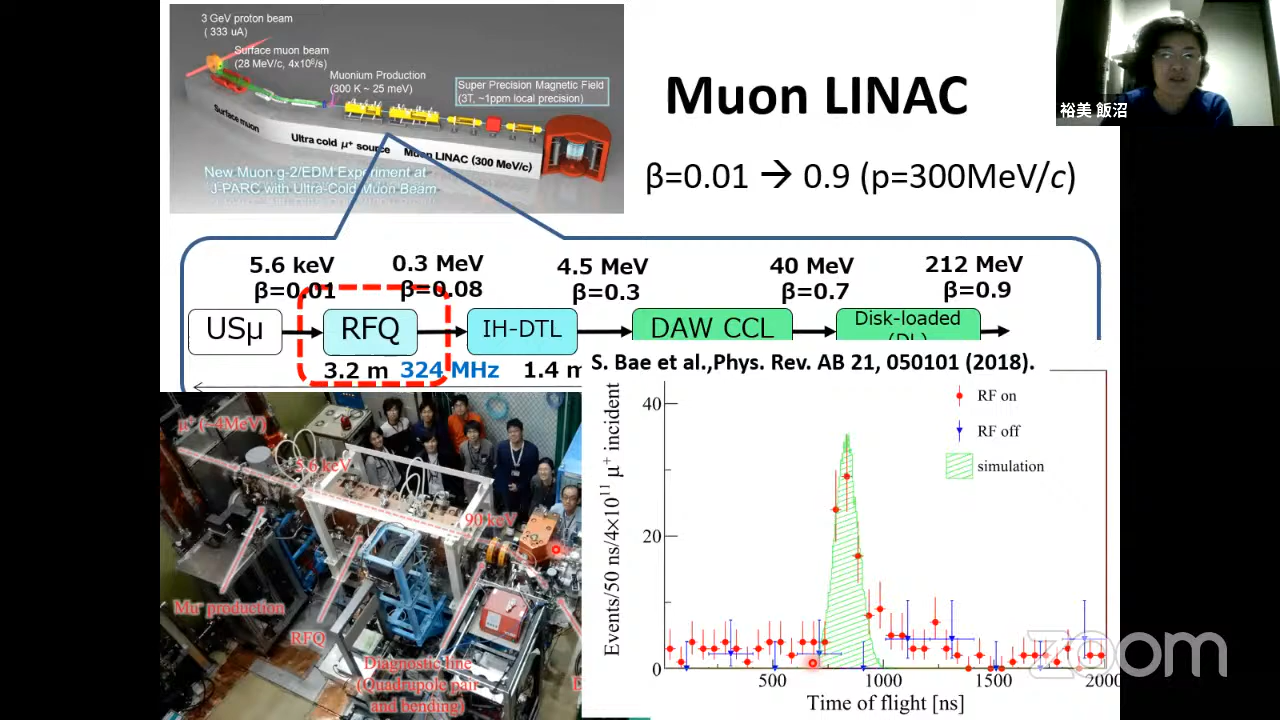 3 GeV proton beam
( 333 uA)
Surface muon beam
(28 MeV/c, 4x10⁸/s)
Muonium Production
(300 K ~ 25 meV)
Super Precision Magnetic Field
(3T, ~1ppm local precision)
Surface muon
Ultra cold μ⁺ source
Muon LINAC (300 MeV/c)
New Muon g-2/EDM Experiment at
J-PARC with Ultra-Cold Muon Beam
Muon LINAC
β=0.01 → 0.9 (p=300MeV/c)
裕美 飯沼
5.6 keV
β=0.01
0.3 MeV
β=0.08
4.5 MeV
β=0.3
40 MeV
β=0.7
212 MeV
β=0.9
USμ
RFQ
IH-DTL
DAW CCL
Disk-loaded
(DL)
3.2 m 324 MHz 1.4 m
S. Bae et al.,Phys. Rev. AB 21, 050101 (2018).
μ⁺ (~4MeV)
5.6 keV
90 keV
Mu⁻ production
RFQ
Diagnostic line
(Quadrupole pair
and bending)
D
Events/50 ns/4×10¹¹ μ⁺ incident
40
20
0
RF on
RF off
simulation
500
1000
1500
2000
Time of flight [ns]
zoom